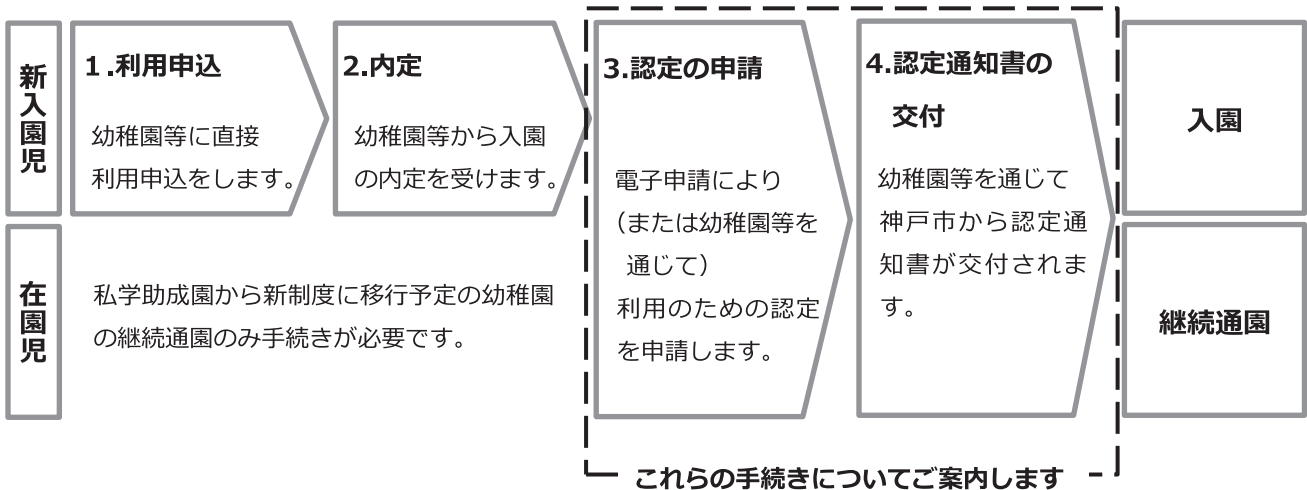 新入園児
1.利用申込
幼稚園等に直接
利用申込をします。
2.内定
幼稚園等から入園
の内定を受けます。
3.認定の申請
電子申請により
（または幼稚園等を
通じて）
利用のための認定
を申請します。
4.認定通知書の
交付
幼稚園等を通じて
神戸市から認定通
知書が交付されま
す。
入園
在園児
私学助成園から新制度に移行予定の幼稚園
の継続通園のみ手続きが必要です。
継続通園
これらの手続きについてご案内します